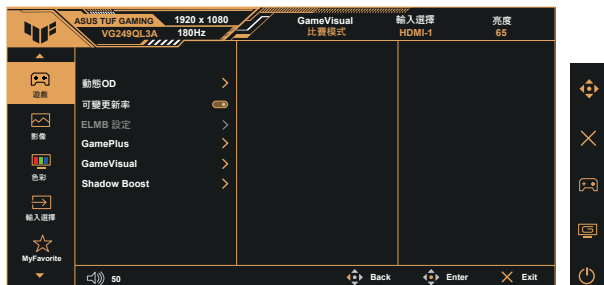 ASUS TUF GAMING 1920 x 1080 GameVisual 輸入選擇 亮度
VG249QL3A 180Hz 比賽模式 HDMI-1 65
遊戲
影像
色彩
輸入選擇
MyFavorite
動態OD
可變更新率
ELMB 設定
GamePlus
GameVisual
Shadow Boost
50 Back Enter Exit